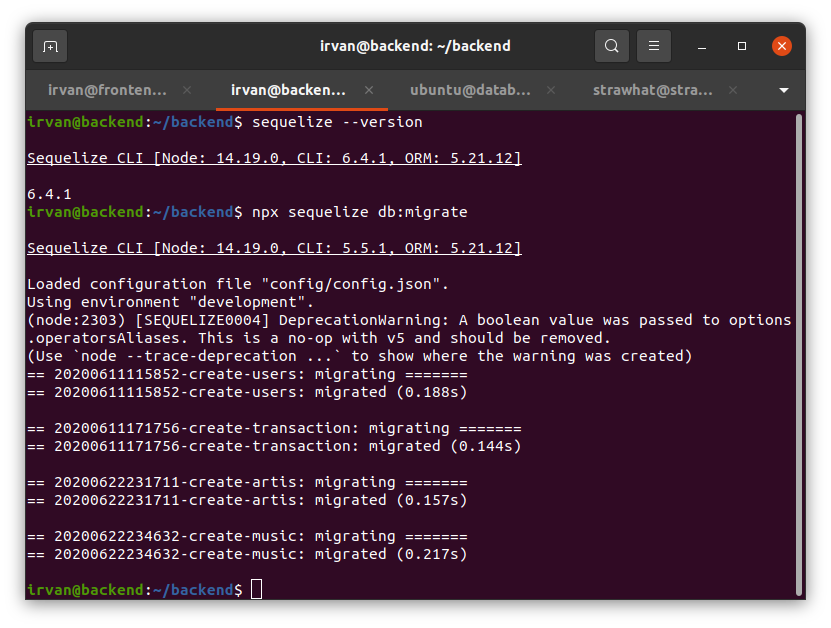 irvan@backend: ~/backend
irvan@fronten...
irvan@backen...
ubuntu@datab...
strawhat@stra...
irvan@backend:~/backend$ sequelize --version
Sequelize CLI [Node: 14.19.0, CLI: 6.4.1, ORM: 5.21.12]
6.4.1
irvan@backend:~/backend$ npx sequelize db:migrate
Sequelize CLI [Node: 14.19.0, CLI: 5.5.1, ORM: 5.21.12]
Loaded configuration file "config/config.json".
Using environment "development".
(node:2303) [SEQUELIZE0004] DeprecationWarning: A boolean value was passed to options
.operatorsAliases. This is a no-op with v5 and should be removed.
(Use `node --trace-deprecation ...` to show where the warning was created)
== 20200611115852-create-users: migrating =======
== 20200611115852-create-users: migrated (0.188s)
== 20200611171756-create-transaction: migrating =======
== 20200611171756-create-transaction: migrated (0.144s)
== 20200622231711-create-artis: migrating =======
== 20200622231711-create-artis: migrated (0.157s)
== 20200622234632-create-music: migrating =======
== 20200622234632-create-music: migrated (0.217s)
irvan@backend:~/backend$